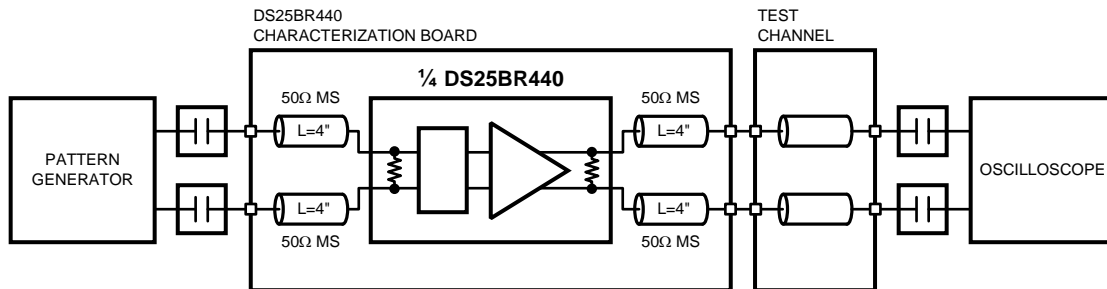 DS25BR440
CHARACTERIZATION BOARD
TEST
CHANNEL
¼ DS25BR440
50Ω MS
50Ω MS
L=4"
L=4"
PATTERN
GENERATOR
OSCILLOSCOPE
L=4"
L=4"
50Ω MS
50Ω MS